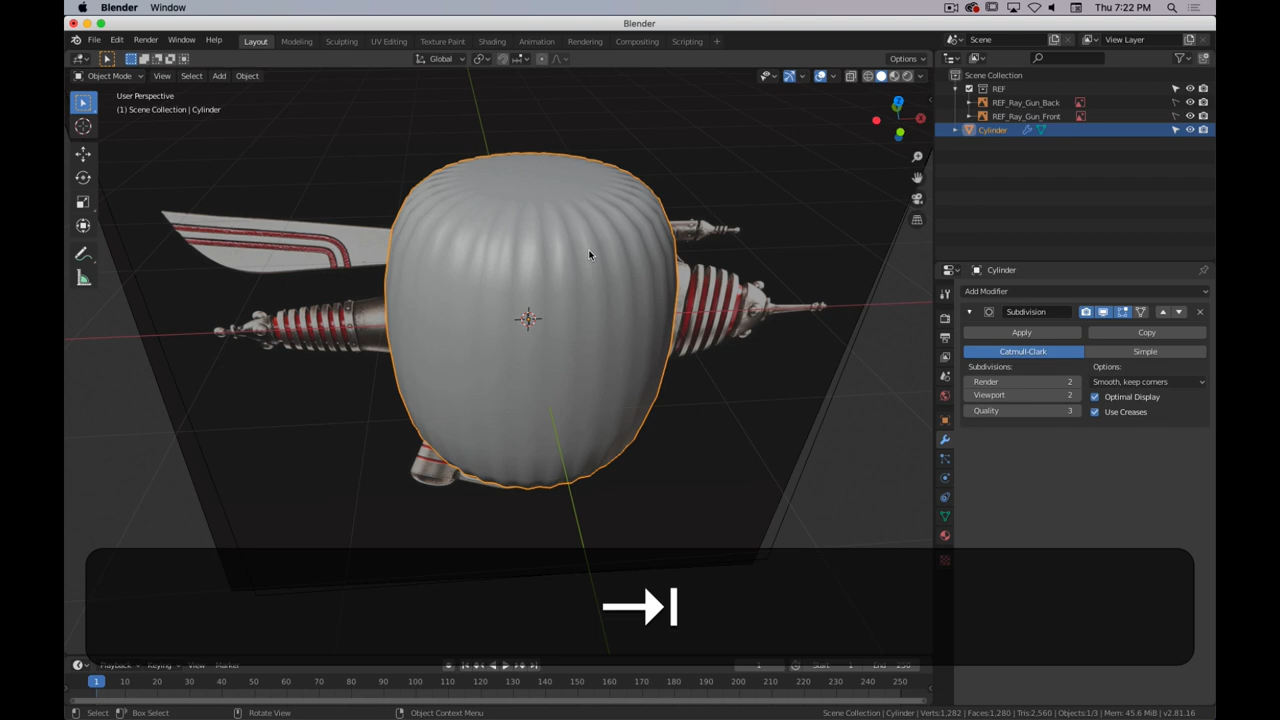 Blender Window Thu 7:22 PM
Blender
File Edit Render Window Help Layout Modeling Sculpting UV Editing Texture Paint Shading Animation Rendering Compositing Scripting + Scene View Layer
Global Options
Object Mode View Select Add Object
Scene Collection
User Perspective
(1) Scene Collection | Cylinder
REF
REF_Ray_Gun_Back
REF_Ray_Gun_Front
Cylinder
Z
Cylinder
Add Modifier
Subdivision
Apply Copy
Catmull-Clark Simple
Subdivisions: Options:
Render 2 Smooth, keep corners
Viewport 2 Optimal Display
Quality 3 Use Creases
Playback Keying View Marker 1 Start 1 End 250
1 10 20 30 40 50 60 70 80 90 100 110 120 130 140 150 160 170 180 190 200 210 220 230 240 250
Select Box Select Rotate View Object Context Menu Scene Collection | Cylinder | Verts:1,282 | Faces:1,280 | Tris:2,560 | Objects:1/3 | Mem: 45.6 MiB | v2.81.16